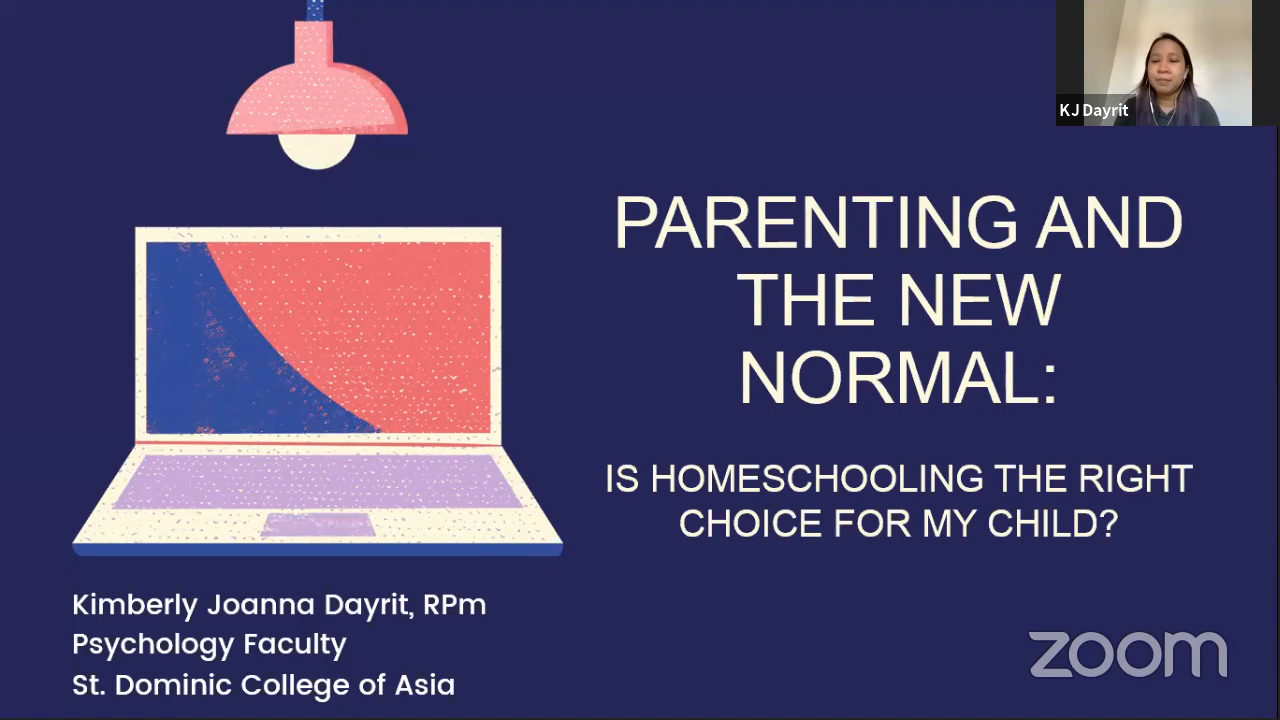 KJ Dayrit
PARENTING AND
THE NEW
NORMAL:
IS HOMESCHOOLING THE RIGHT
CHOICE FOR MY CHILD?
Kimberly Joanna Dayrit, RPm
Psychology Faculty
St. Dominic College of Asia
zoom